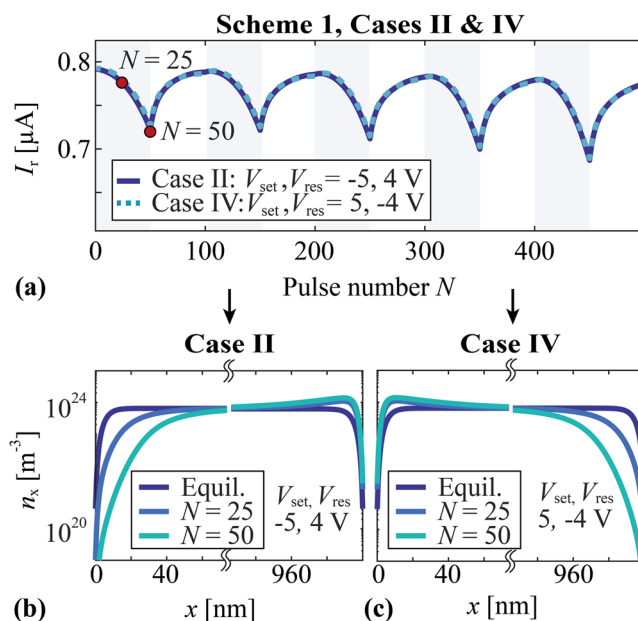 Scheme 1, Cases II & IV
0.8
N = 25
N = 50
0.7
I_r [µA]
Case II: V_set, V_res = -5, 4 V
Case IV: V_set, V_res = 5, -4 V
0 100 200 300 400
(a) Pulse number N
Case II Case IV
10^24
n_x [m^-3]
10^20
Equil.
N = 25
N = 50
V_set, V_res
-5, 4 V
Equil.
N = 25
N = 50
V_set, V_res
5, -4 V
0 40 960 0 40 960
(b) x [nm] (c) x [nm]